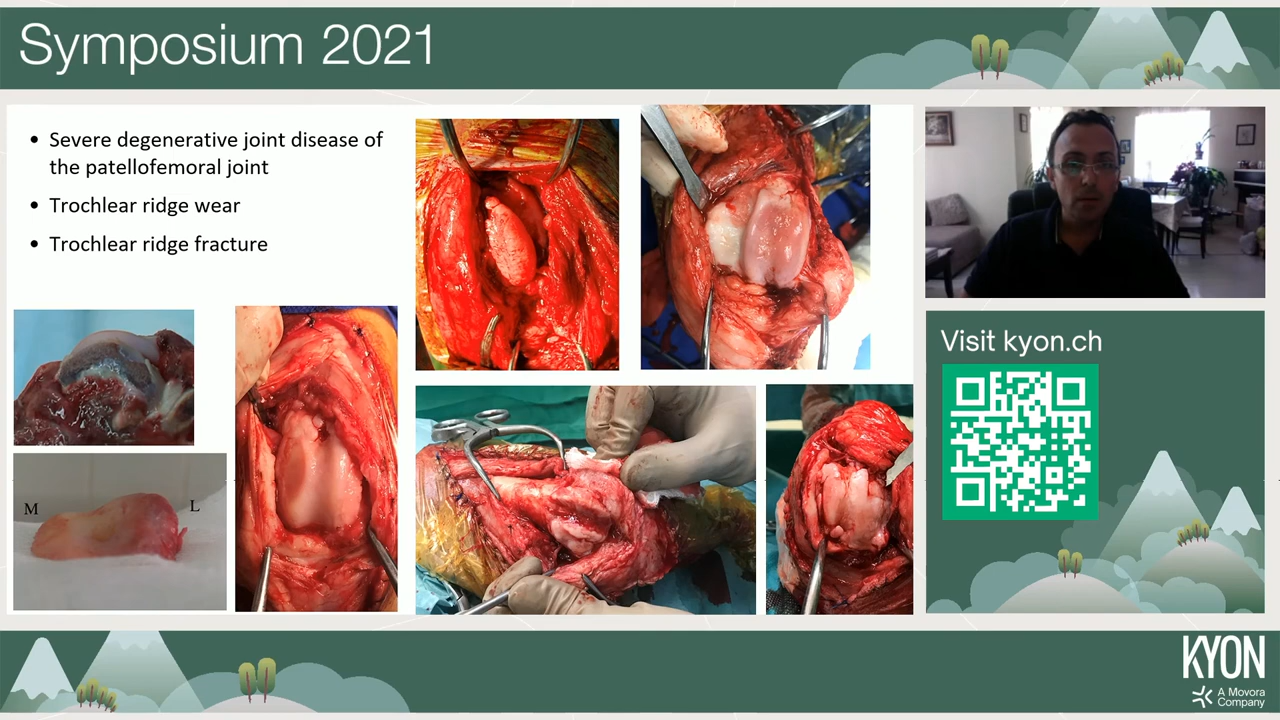 Symposium 2021
• Severe degenerative joint disease of
the patellofemoral joint
• Trochlear ridge wear
• Trochlear ridge fracture
M
L
Visit kyon.ch
KYON
A Movora
Company